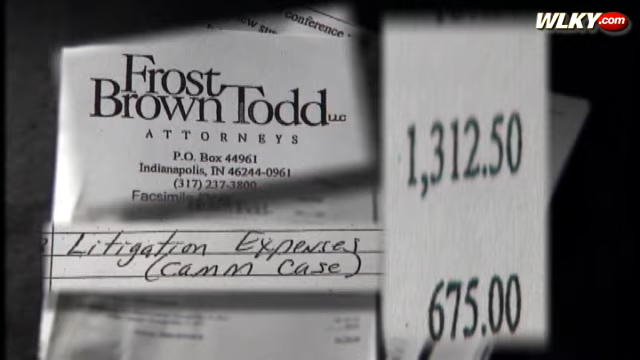 WLKY.com
conference
Frost
Brown Todd LLC
ATTORNEYS
P.O. Box 44961
Indianapolis, IN 46244-0961
(317) 237-3800
Facsimile
Litigation Expenses
(Camm Case)
1,312.50
675.00